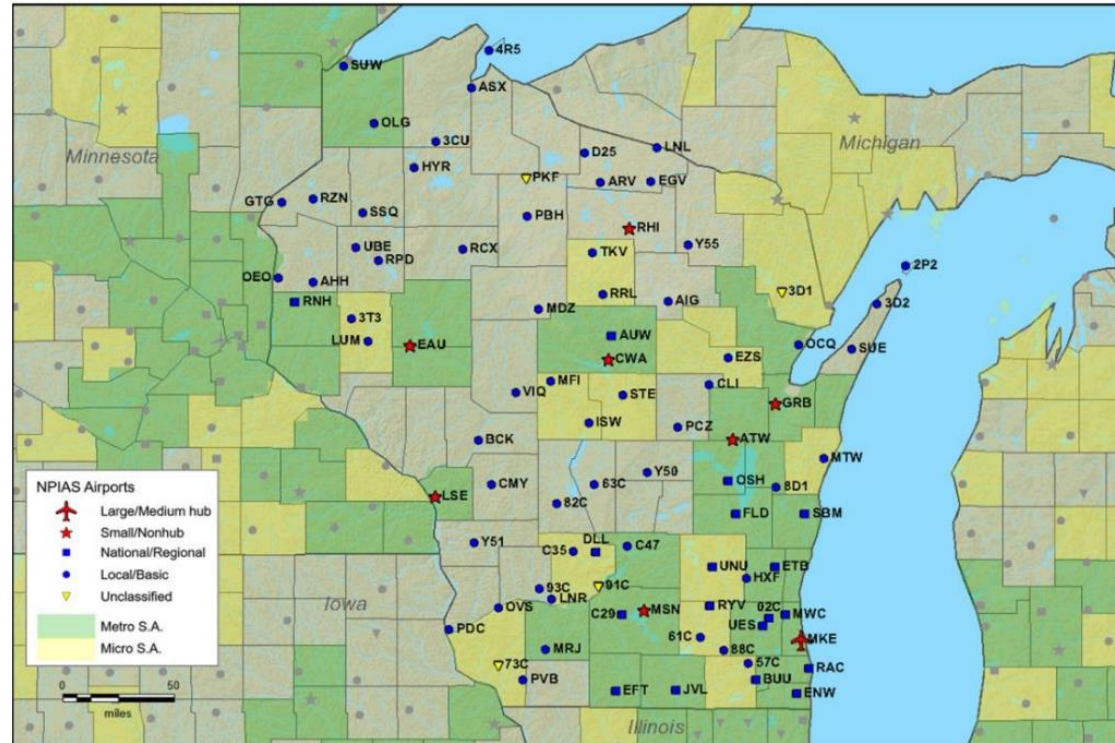 4R5
SUW
ASX
OLG
3CU
Minnesota
Michigan
LNL
D25
HYR
PKF
ARV
EGV
GTG
RZN
SSQ
PBH
RHI
UBE
RCX
Y55
TKV
RPD
2P2
OEO
AHH
RNH
RRL
3D1
AIG
3D2
MDZ
3T3
AUW
LUM
EAU
OCQ
SUE
CWA
EZS
MFI
VIQ
STE
CLI
GRB
ISW
PCZ
BCK
ATW
MTW
Y50
CMY
63C
OSH
8D1
LSE
82C
FLD
SBM
NPIAS Airports
Large/Medium hub
Small/Nonhub
National/Regional
Local/Basic
Unclassified
Metro S.A.
Micro S.A.
0
50
miles
Y51
C35
DLL
C47
UNU
ETB
HXF
Iowa
93C
91C
LNR
OVS
C29
MSN
RYV
02C
MWC
UES
PDC
61C
MKE
MRJ
88C
73C
57C
RAC
PVB
BUU
EFT
JVL
ENW
Illinois